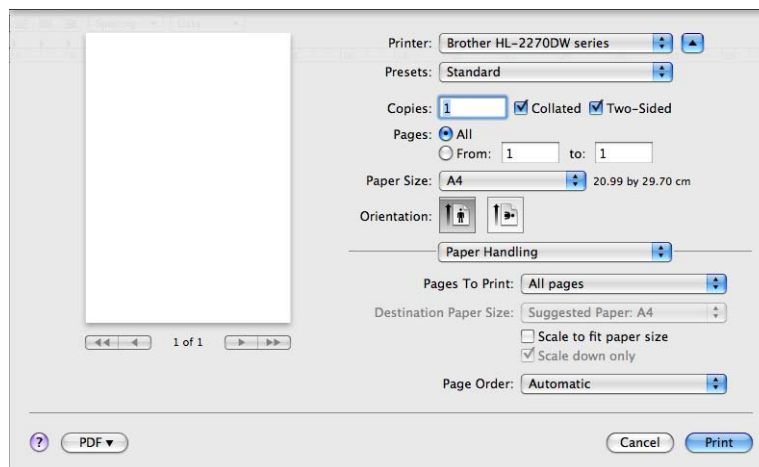 Spacing Lists
Printer: Brother HL-2270DW series
Presets: Standard
Copies: 1 Collated Two-Sided
Pages: All
From: 1 to: 1
Paper Size: A4 20.99 by 29.70 cm
Orientation:
Paper Handling
Pages To Print: All pages
Destination Paper Size: Suggested Paper: A4
Scale to fit paper size
Scale down only
1 of 1
Page Order: Automatic
? PDF Cancel Print